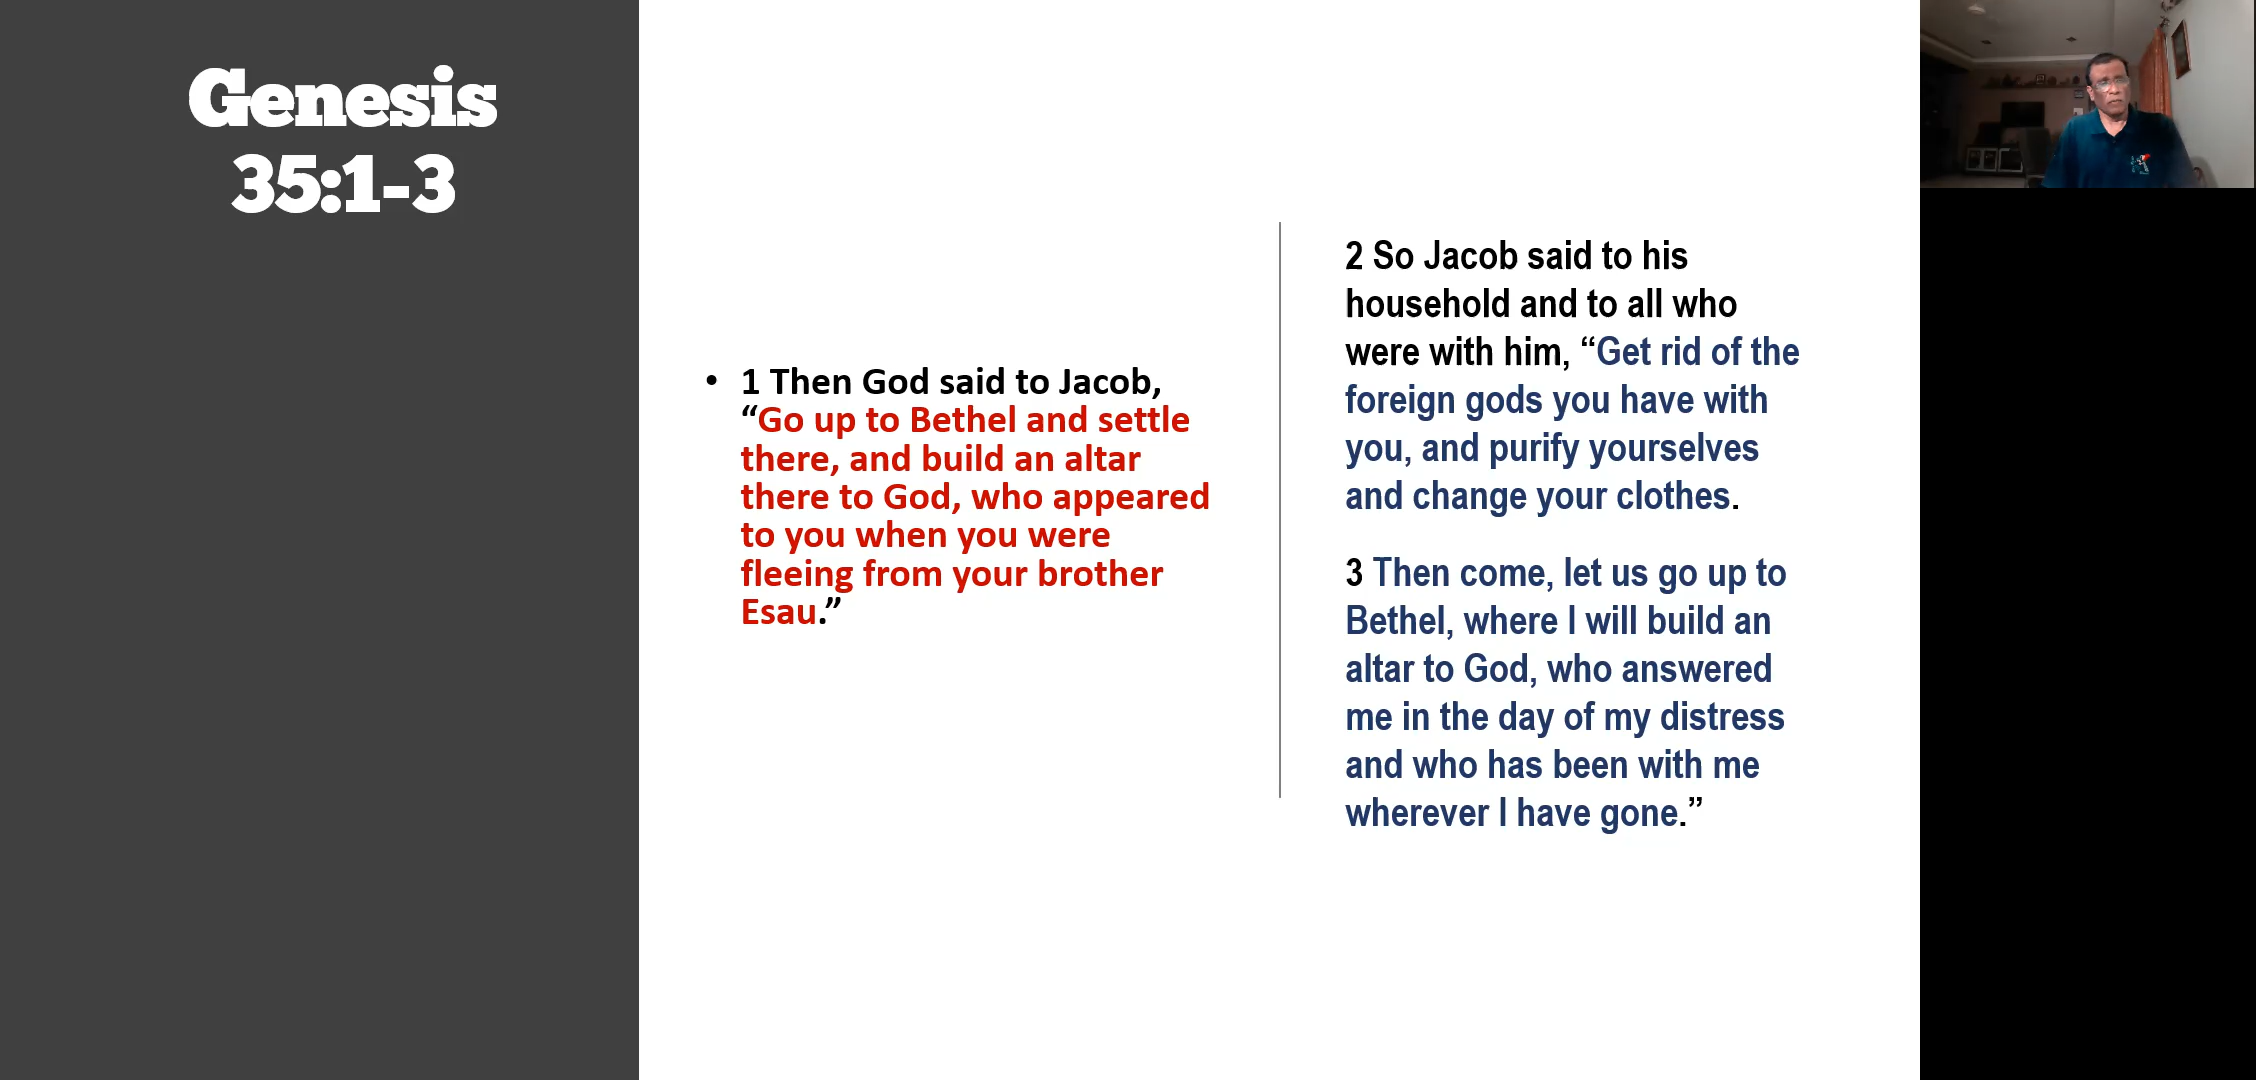 Genesis
35:1-3
• 1 Then God said to Jacob,
“Go up to Bethel and settle
there, and build an altar
there to God, who appeared
to you when you were
fleeing from your brother
Esau.”
2 So Jacob said to his
household and to all who
were with him, “Get rid of the
foreign gods you have with
you, and purify yourselves
and change your clothes.
3 Then come, let us go up to
Bethel, where I will build an
altar to God, who answered
me in the day of my distress
and who has been with me
wherever I have gone.”